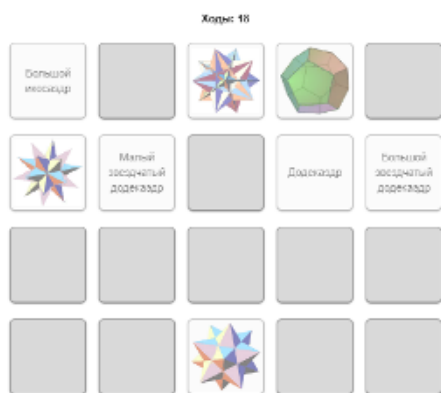 Ходы: 18
Большой
икосаэдр
Малый
звездчатый
додекаэдр
Додекаэдр
Большой
звездчатый
додекаэдр